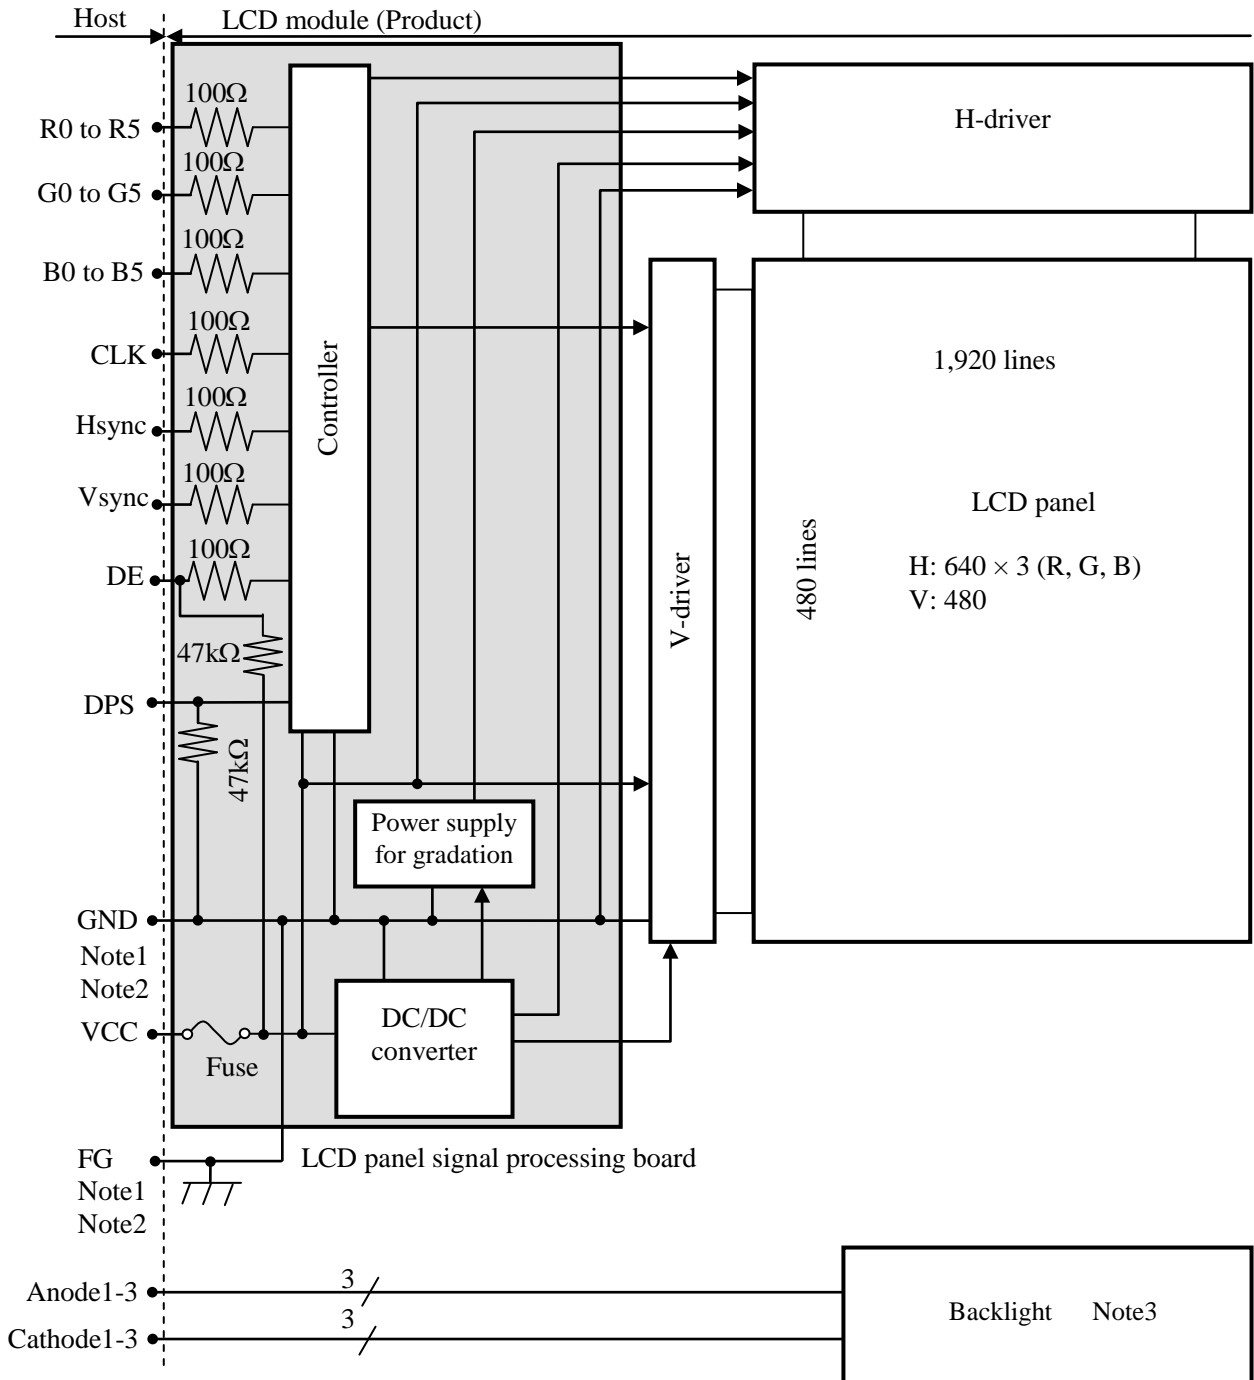 Host
LCD module (Product)
100Ω
R0 to R5
100Ω
G0 to G5
100Ω
B0 to B5
100Ω
CLK
100Ω
Hsync
100Ω
Vsync
100Ω
DE
47kΩ
DPS
47kΩ
Controller
H-driver
V-driver
1,920 lines
480 lines
LCD panel
H: 640 × 3 (R, G, B)
V: 480
Power supply
for gradation
GND
Note1
Note2
VCC
Fuse
DC/DC
converter
FG
Note1
Note2
LCD panel signal processing board
Anode1-3
3
Cathode1-3
3
Backlight Note3